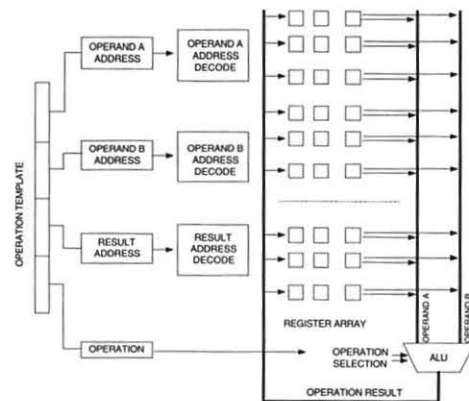 OPERATION TEMPLATE
OPERAND A
ADDRESS
OPERAND A
ADDRESS
DECODE
OPERAND B
ADDRESS
OPERAND B
ADDRESS
DECODE
RESULT
ADDRESS
RESULT
ADDRESS
DECODE
OPERATION
REGISTER ARRAY
OPERATION
SELECTION
OPERAND A
OPERAND B
ALU
OPERATION RESULT